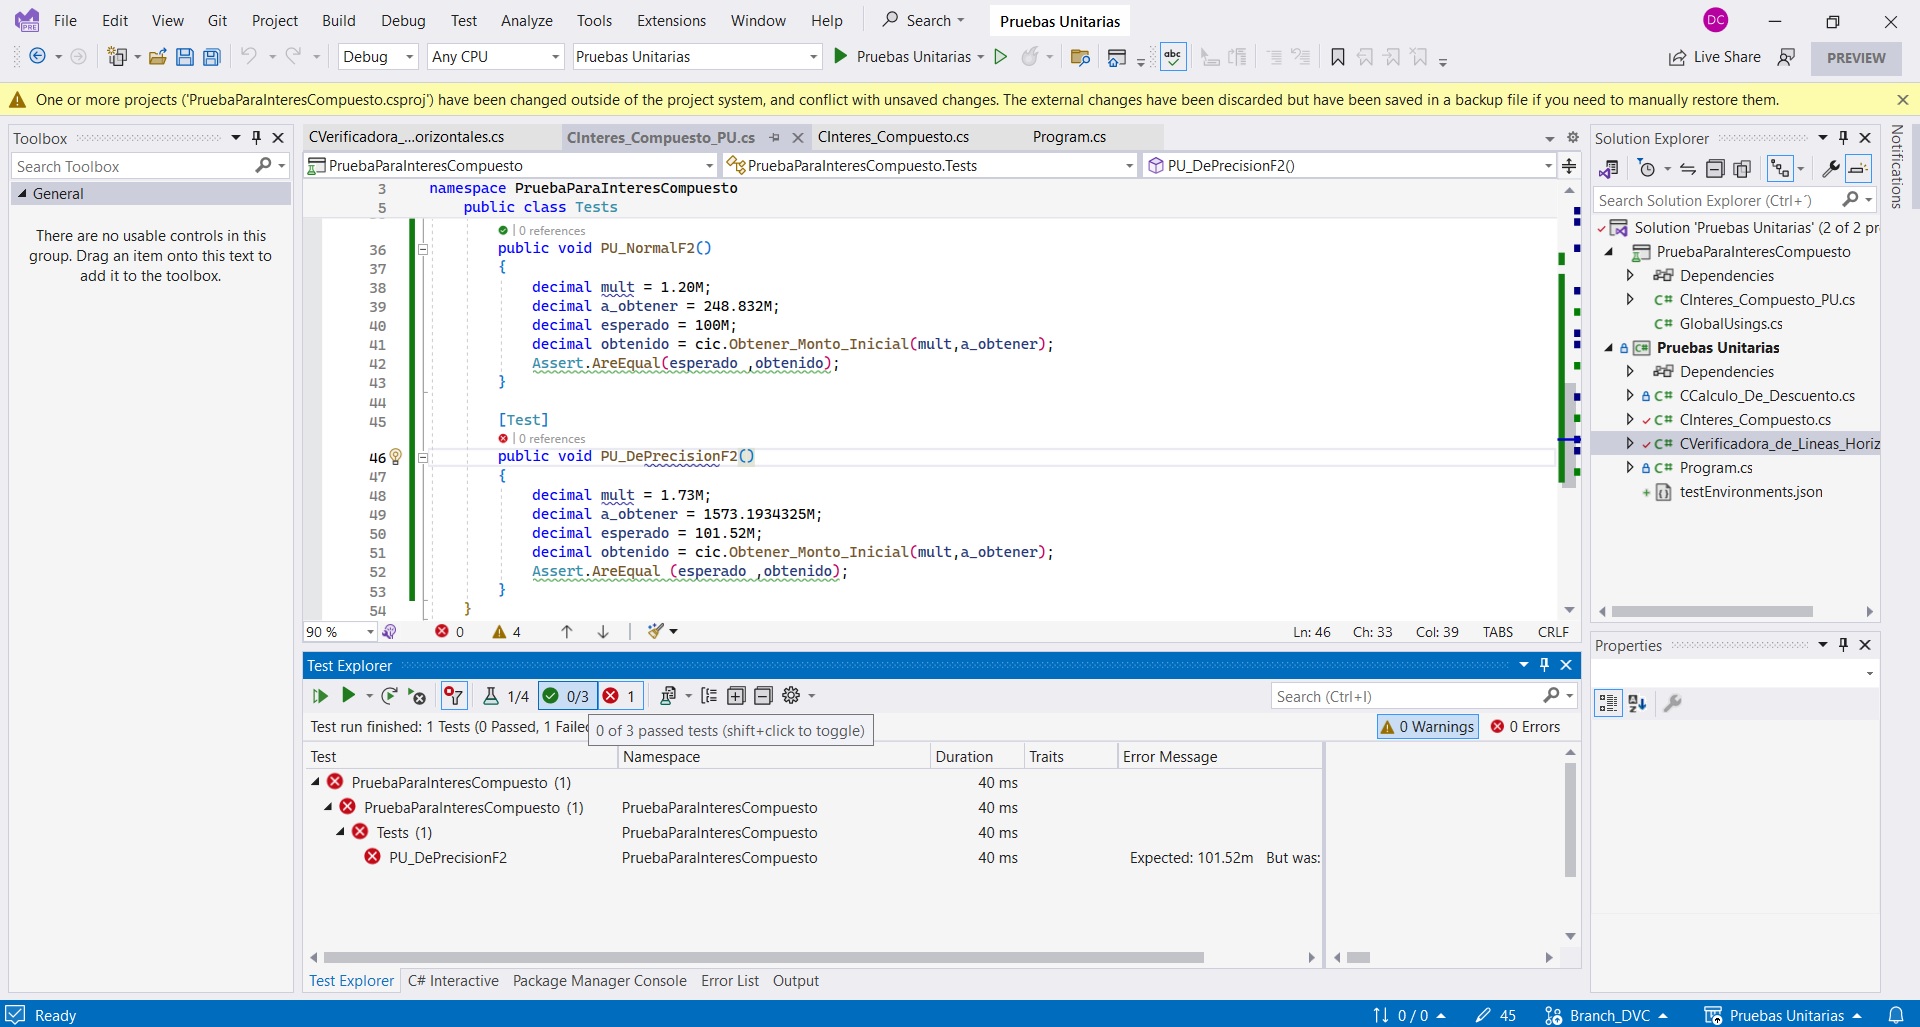 File Edit View Git Project Build Debug Test Analyze Tools Extensions Window Help Search Pruebas Unitarias DC
Debug Any CPU Pruebas Unitarias Pruebas Unitarias Live Share PREVIEW
One or more projects ('PruebaParaInteresCompuesto.csproj') have been changed outside of the project system, and conflict with unsaved changes. The external changes have been discarded but have been saved in a backup file if you need to manually restore them.
Toolbox
Search Toolbox
General
There are no usable controls in this
group. Drag an item onto this text to
add it to the toolbox.
CVerificadora_...orizontales.cs CInteres_Compuesto_PU.cs CInteres_Compuesto.cs Program.cs
PruebaParaInteresCompuesto PruebaParaInteresCompuesto.Tests PU_DePrecisionF2()
3 namespace PruebaParaInteresCompuesto
5 public class Tests
0 references
36 public void PU_NormalF2()
37 {
38 decimal mult = 1.20M;
39 decimal a_obtener = 248.832M;
40 decimal esperado = 100M;
41 decimal obtenido = cic.Obtener_Monto_Inicial(mult,a_obtener);
42 Assert.AreEqual(esperado ,obtenido);
43 }
44
45 [Test]
0 references
46 public void PU_DePrecisionF2()
47 {
48 decimal mult = 1.73M;
49 decimal a_obtener = 1573.1934325M;
50 decimal esperado = 101.52M;
51 decimal obtenido = cic.Obtener_Monto_Inicial(mult,a_obtener);
52 Assert.AreEqual (esperado ,obtenido);
53 }
54 }
90 % 0 4 Ln: 46 Ch: 33 Col: 39 TABS CRLF
Test Explorer
1/4 0/3 1 Search (Ctrl+I)
Test run finished: 1 Tests (0 Passed, 1 Faile
0 of 3 passed tests (shift+click to toggle)
0 Warnings 0 Errors
Test Namespace Duration Traits Error Message
PruebaParaInteresCompuesto (1) 40 ms
PruebaParaInteresCompuesto (1) PruebaParaInteresCompuesto 40 ms
Tests (1) PruebaParaInteresCompuesto 40 ms
PU_DePrecisionF2 PruebaParaInteresCompuesto 40 ms Expected: 101.52m But was:
Test Explorer C# Interactive Package Manager Console Error List Output
Solution Explorer
Search Solution Explorer (Ctrl+´)
Solution 'Pruebas Unitarias' (2 of 2 pr
PruebaParaInteresCompuesto
Dependencies
C# CInteres_Compuesto_PU.cs
C# GlobalUsings.cs
C# Pruebas Unitarias
Dependencies
C# CCalculo_De_Descuento.cs
C# CInteres_Compuesto.cs
C# CVerificadora_de_Lineas_Horiz
C# Program.cs
testEnvironments.json
Properties
Notifications
Ready 0 / 0 45 Branch_DVC Pruebas Unitarias